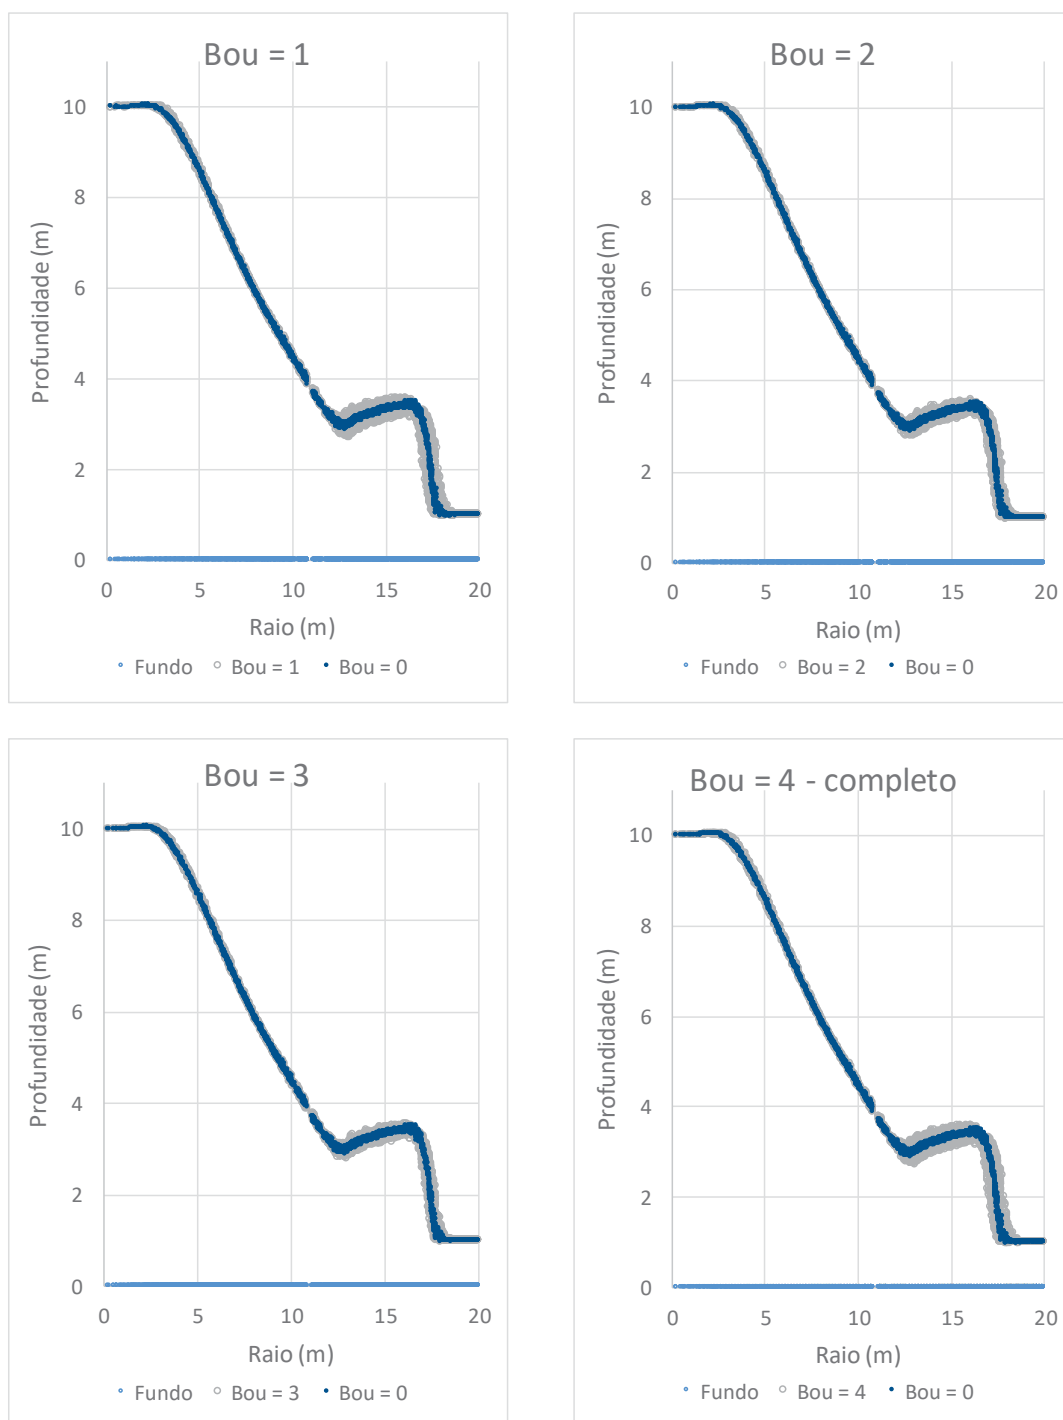 Bou = 1
10
8
6
4
2
0
Profundidade (m)
0 5 10 15 20
Raio (m)
Fundo Bou = 1 Bou = 0
Bou = 2
10
8
6
4
2
0
Profundidade (m)
0 5 10 15 20
Raio (m)
Fundo Bou = 2 Bou = 0
Bou = 3
10
8
6
4
2
0
Profundidade (m)
0 5 10 15 20
Raio (m)
Fundo Bou = 3 Bou = 0
Bou = 4 - completo
10
8
6
4
2
0
Profundidade (m)
0 5 10 15 20
Raio (m)
Fundo Bou = 4 Bou = 0